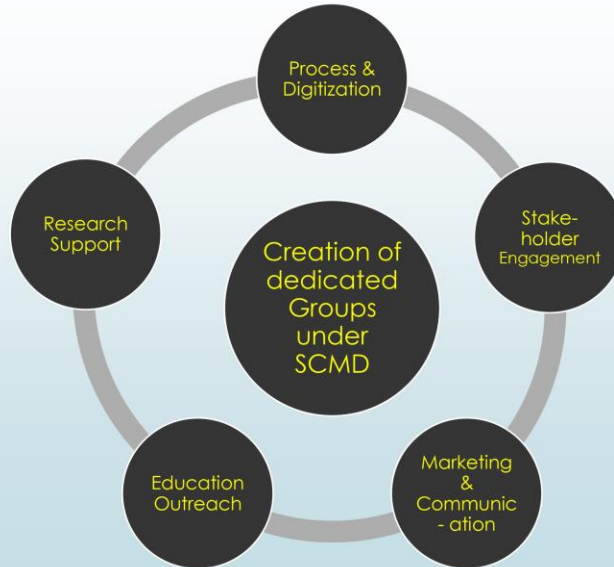 Process &
Digitization
Stake-
holder
Engagement
Marketing
&
Communic
- ation
Education
Outreach
Research
Support
Creation of
dedicated
Groups
under
SCMD